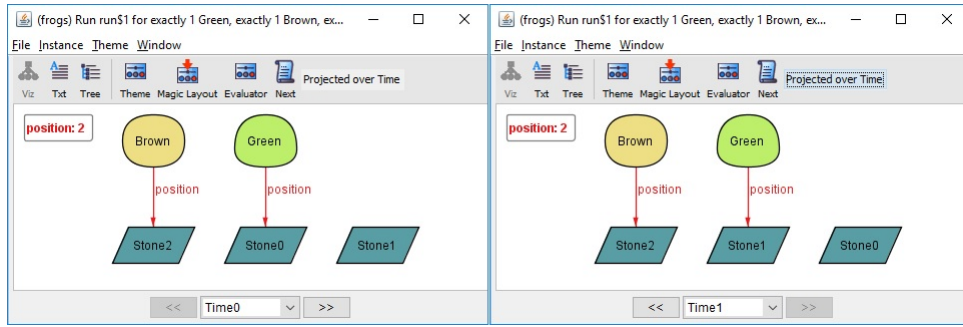 (frogs) Run run$1 for exactly 1 Green, exactly 1 Brown, ex...
File Instance Theme Window
Viz Txt Tree Theme Magic Layout Evaluator Next Projected over Time
position: 2
Brown
Green
position
position
Stone2
Stone0
Stone1
<< Time0 >>
(frogs) Run run$1 for exactly 1 Green, exactly 1 Brown, ex...
File Instance Theme Window
Viz Txt Tree Theme Magic Layout Evaluator Next Projected over Time
position: 2
Brown
Green
position
position
Stone2
Stone1
Stone0
<< Time1 >>